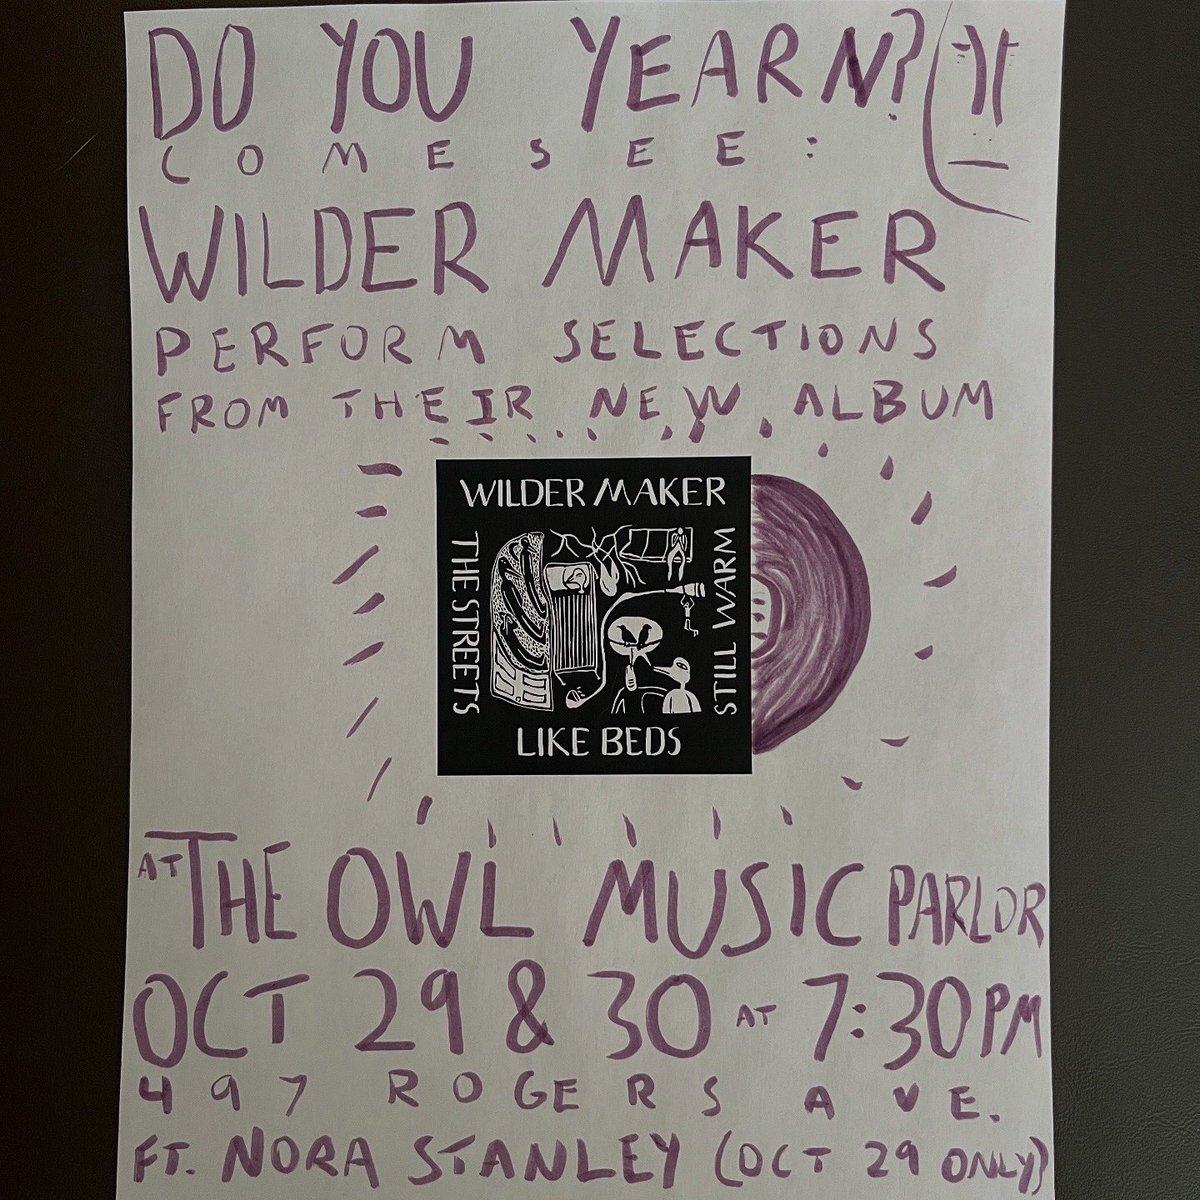 DO YOU YEARN?
COME SEE:
WILDER MAKER
PERFORM SELECTIONS
FROM THEIR NEW ALBUM
WILDER MAKER
THE STREETS
LIKE BEDS
STILL WARM
AT THE OWL MUSIC PARLOR
OCT 29 & 30 AT 7:30PM
497 ROGERS AVE.
FT. NORA STANLEY (OCT 29 ONLY)